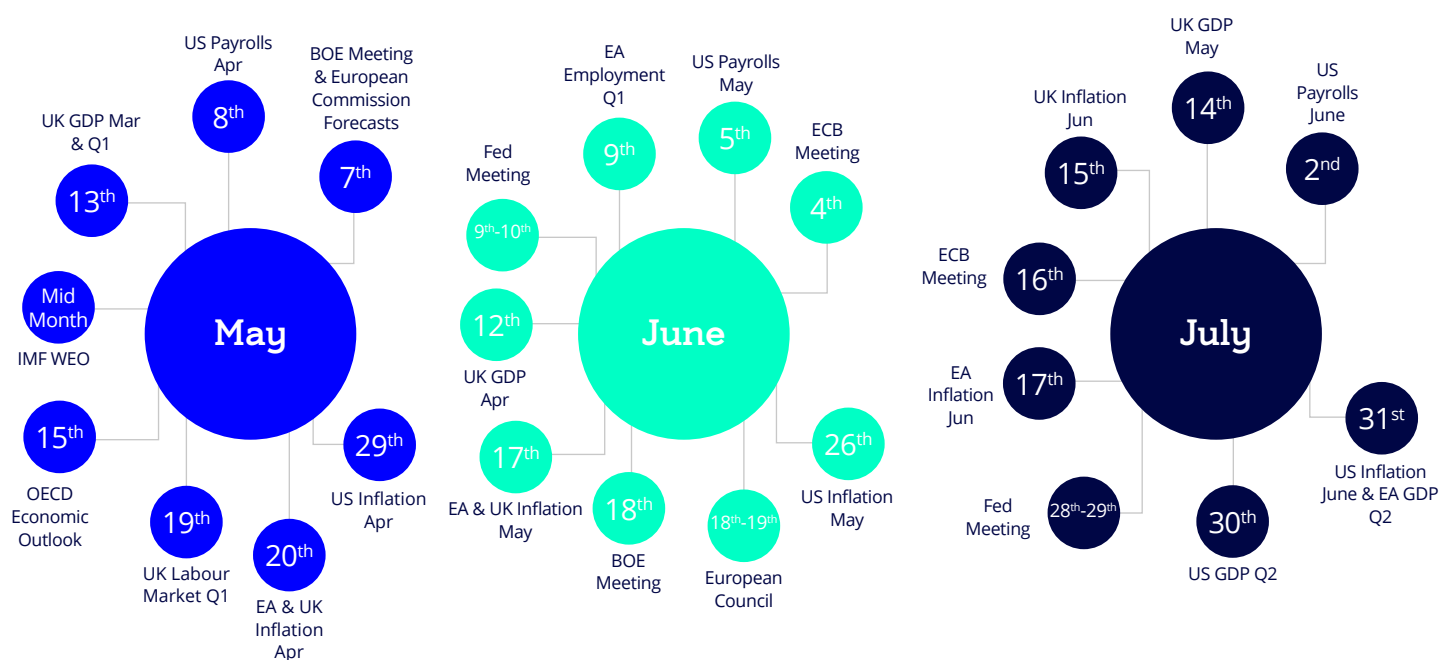 US Payrolls
Apr
8th
BOE Meeting
& European
Commission
Forecasts
7th
UK GDP Mar
& Q1
13th
Mid
Month
IMF WEO
May
15th
OECD
Economic
Outlook
19th
UK Labour
Market Q1
20th
EA & UK
Inflation
Apr
29th
US Inflation
Apr
EA
Employment
Q1
9th
US Payrolls
May
5th
ECB
Meeting
4th
Fed
Meeting
9th-10th
June
12th
UK GDP
Apr
17th
EA & UK Inflation
May
18th
BOE
Meeting
18th-19th
European
Council
26th
US Inflation
May
UK GDP
May
14th
US
Payrolls
June
2nd
UK Inflation
Jun
15th
ECB
Meeting
16th
July
EA
Inflation
Jun
17th
Fed
Meeting
28th-29th
30th
US GDP Q2
31st
US Inflation
June & EA GDP
Q2